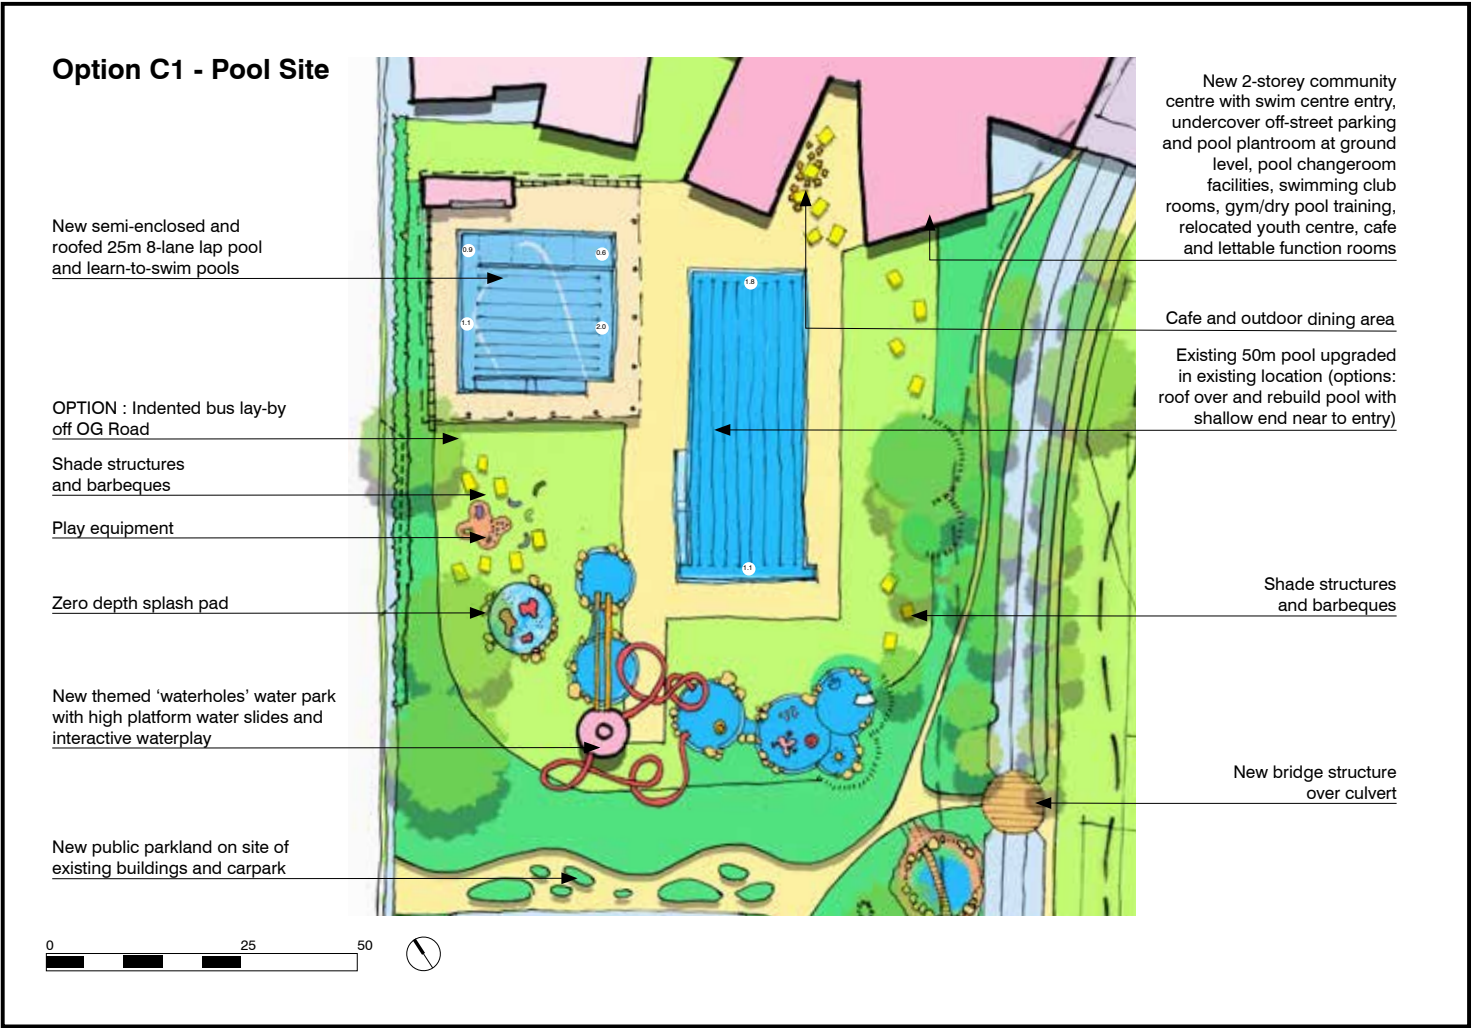 Option C1 - Pool Site
New semi-enclosed and
roofed 25m 8-lane lap pool
and learn-to-swim pools
OPTION : Indented bus lay-by
off OG Road
Shade structures
and barbeques
Play equipment
Zero depth splash pad
New themed ‘waterholes’ water park
with high platform water slides and
interactive waterplay
New public parkland on site of
existing buildings and carpark
0 25 50
0.9
0.6
1.1
2.0
1.8
1.1
New 2-storey community
centre with swim centre entry,
undercover off-street parking
and pool plantroom at ground
level, pool changeroom
facilities, swimming club
rooms, gym/dry pool training,
relocated youth centre, cafe
and lettable function rooms
Cafe and outdoor dining area
Existing 50m pool upgraded
in existing location (options:
roof over and rebuild pool with
shallow end near to entry)
Shade structures
and barbeques
New bridge structure
over culvert